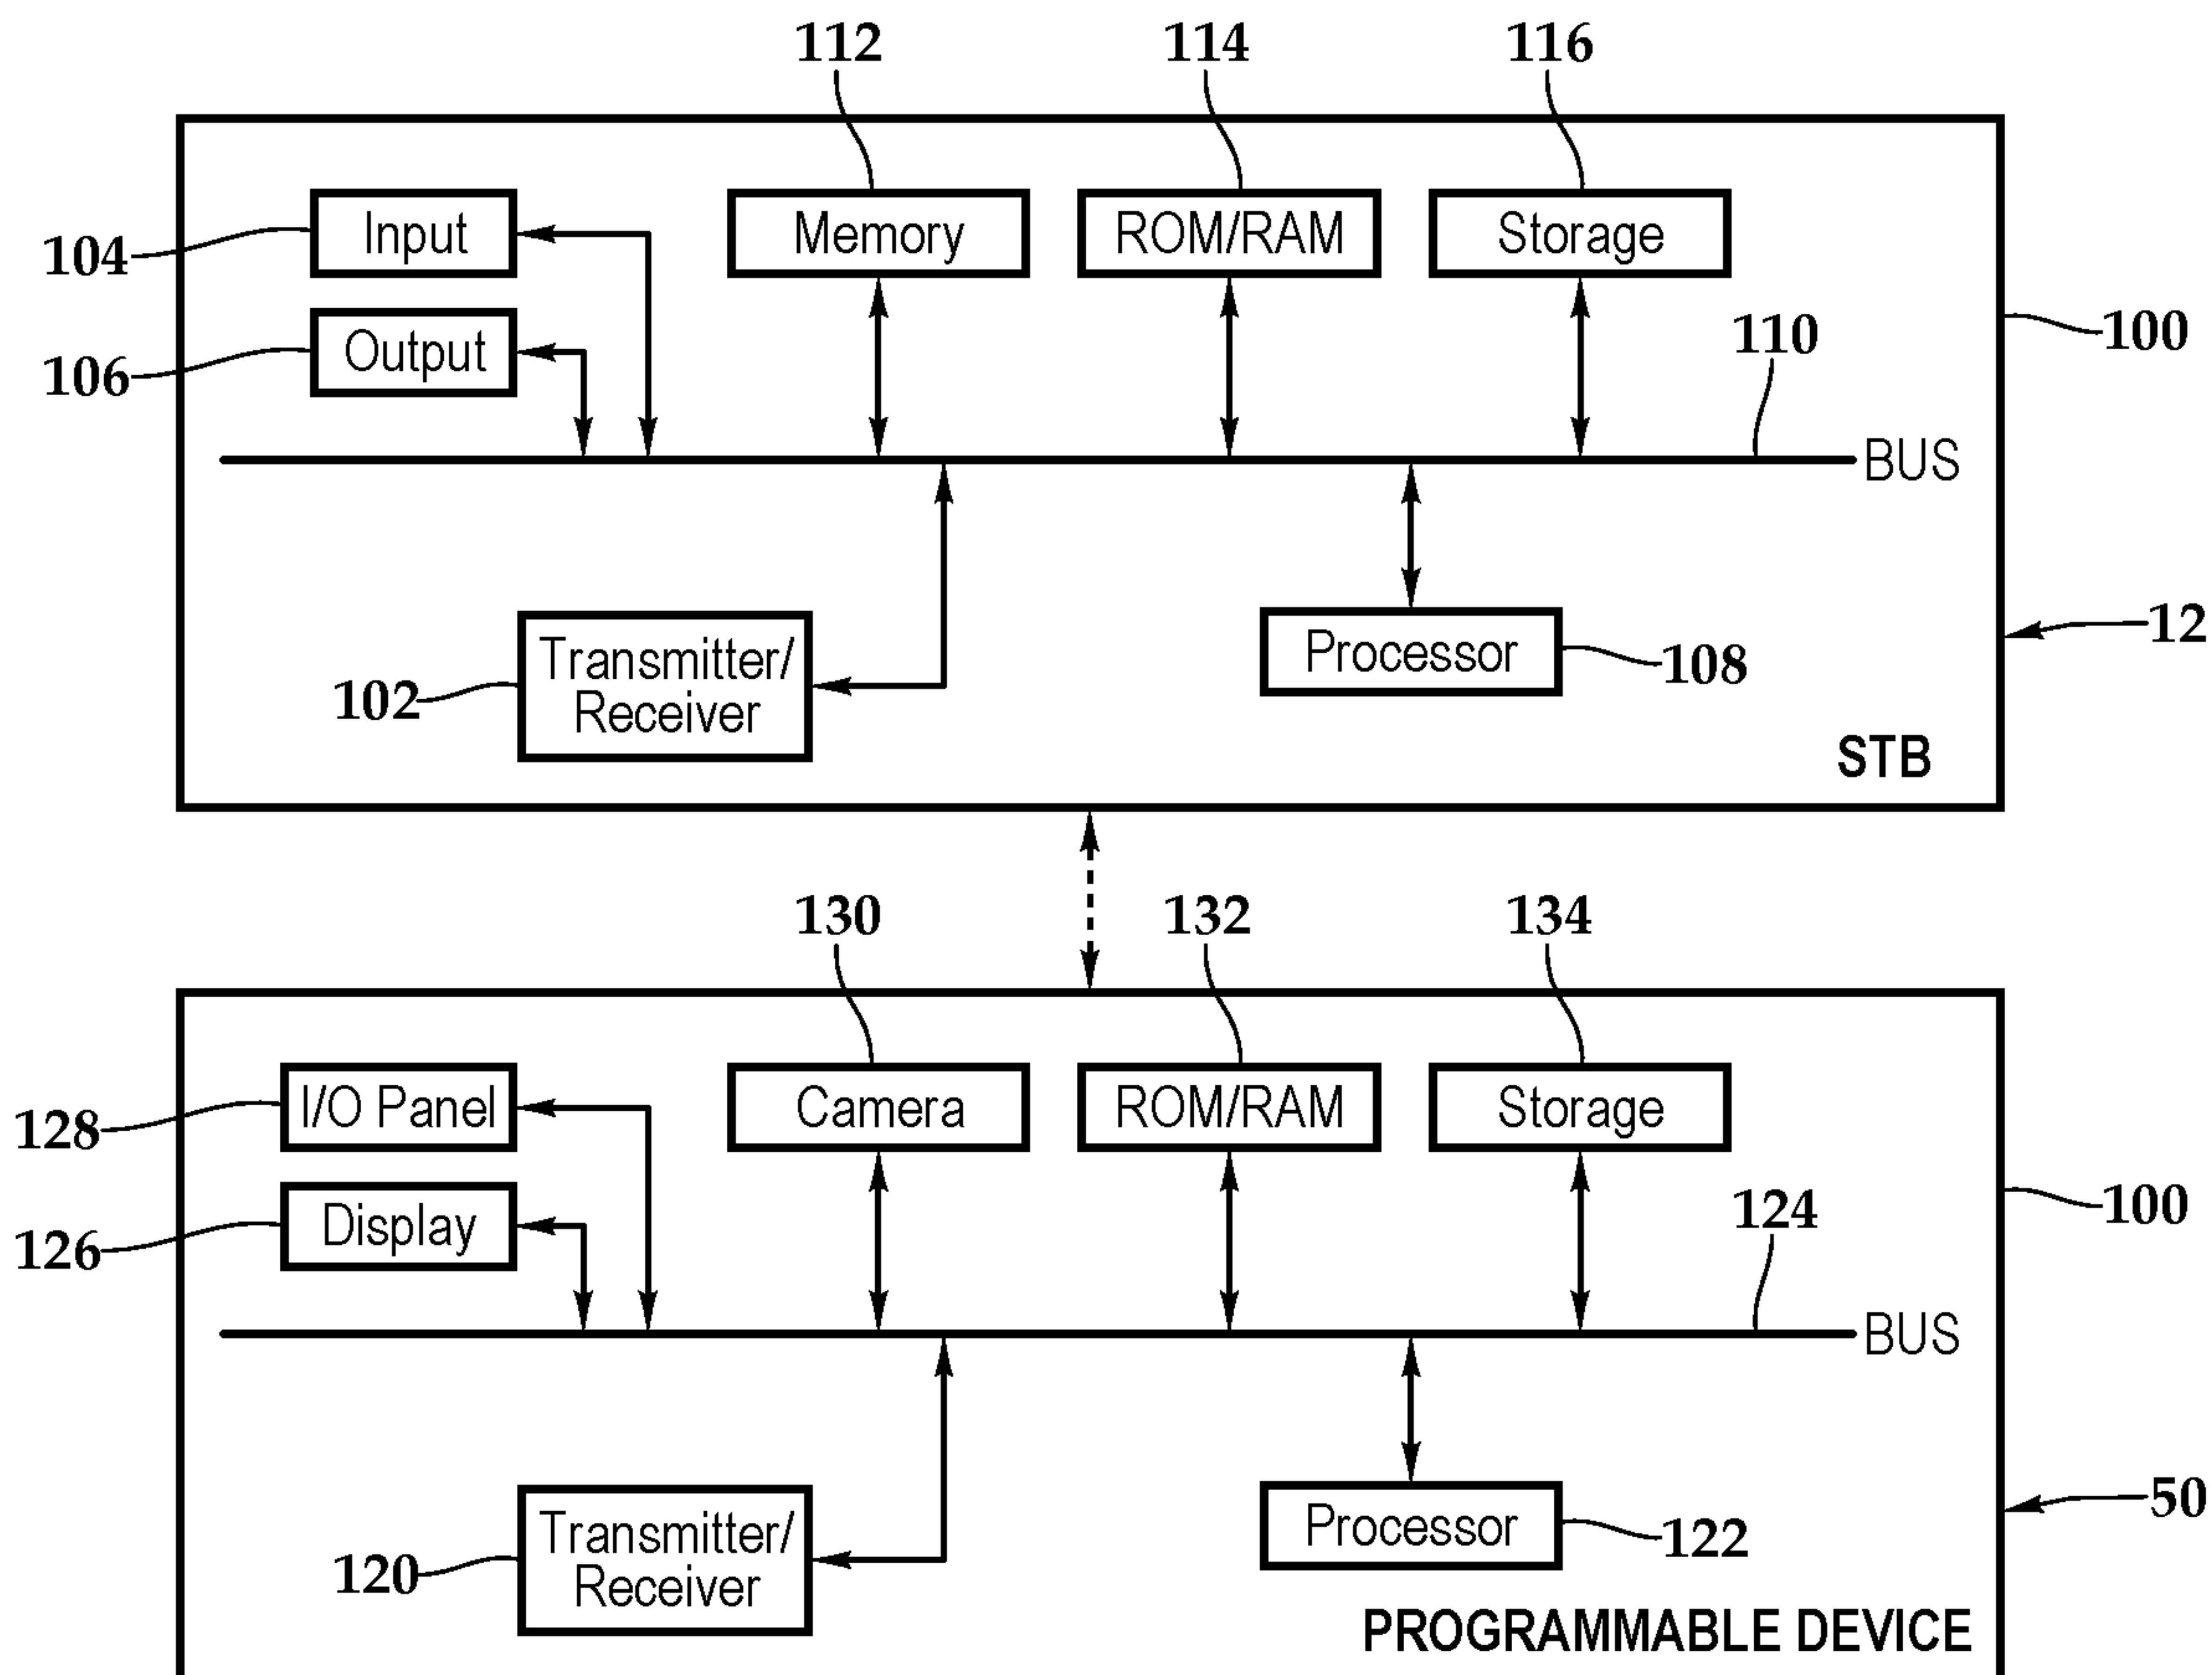 112 114 116
Input Memory ROM/RAM Storage
104
Output 110 100
106
BUS
Transmitter/
Receiver
102
Processor
108
12
STB
130 132 134
I/O Panel Camera ROM/RAM Storage
128
Display 124 100
126
BUS
Transmitter/
Receiver
120
Processor
122
50
PROGRAMMABLE DEVICE